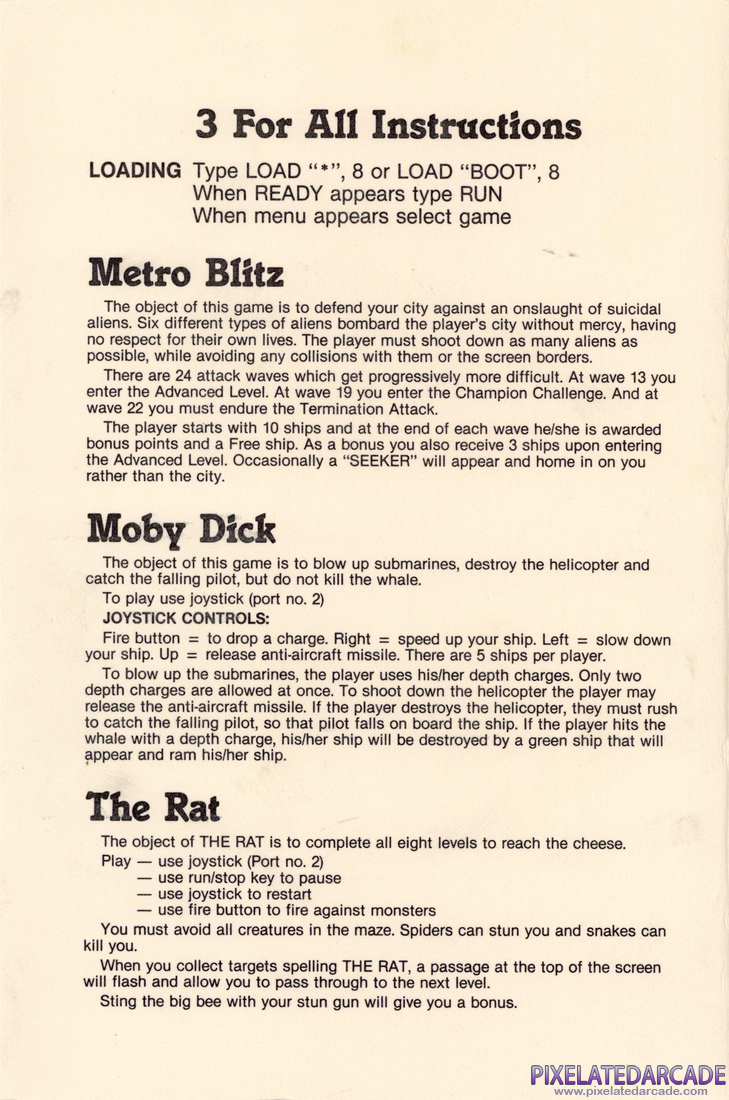 3 For All Instructions
LOADING Type LOAD “*”, 8 or LOAD “BOOT”, 8
When READY appears type RUN
When menu appears select game
Metro Blitz
The object of this game is to defend your city against an onslaught of suicidal
aliens. Six different types of aliens bombard the player's city without mercy, having
no respect for their own lives. The player must shoot down as many aliens as
possible, while avoiding any collisions with them or the screen borders.
There are 24 attack waves which get progressively more difficult. At wave 13 you
enter the Advanced Level. At wave 19 you enter the Champion Challenge. And at
wave 22 you must endure the Termination Attack.
The player starts with 10 ships and at the end of each wave he/she is awarded
bonus points and a Free ship. As a bonus you also receive 3 ships upon entering
the Advanced Level. Occasionally a “SEEKER” will appear and home in on you
rather than the city.
Moby Dick
The object of this game is to blow up submarines, destroy the helicopter and
catch the falling pilot, but do not kill the whale.
To play use joystick (port no. 2)
JOYSTICK CONTROLS:
Fire button = to drop a charge. Right = speed up your ship. Left = slow down
your ship. Up = release anti-aircraft missile. There are 5 ships per player.
To blow up the submarines, the player uses his/her depth charges. Only two
depth charges are allowed at once. To shoot down the helicopter the player may
release the anti-aircraft missile. If the player destroys the helicopter, they must rush
to catch the falling pilot, so that pilot falls on board the ship. If the player hits the
whale with a depth charge, his/her ship will be destroyed by a green ship that will
appear and ram his/her ship.
The Rat
The object of THE RAT is to complete all eight levels to reach the cheese.
Play — use joystick (Port no. 2)
— use run/stop key to pause
— use joystick to restart
— use fire button to fire against monsters
You must avoid all creatures in the maze. Spiders can stun you and snakes can
kill you.
When you collect targets spelling THE RAT, a passage at the top of the screen
will flash and allow you to pass through to the next level.
Sting the big bee with your stun gun will give you a bonus.
PIXELATEDARCADE
www.pixelatedarcade.com